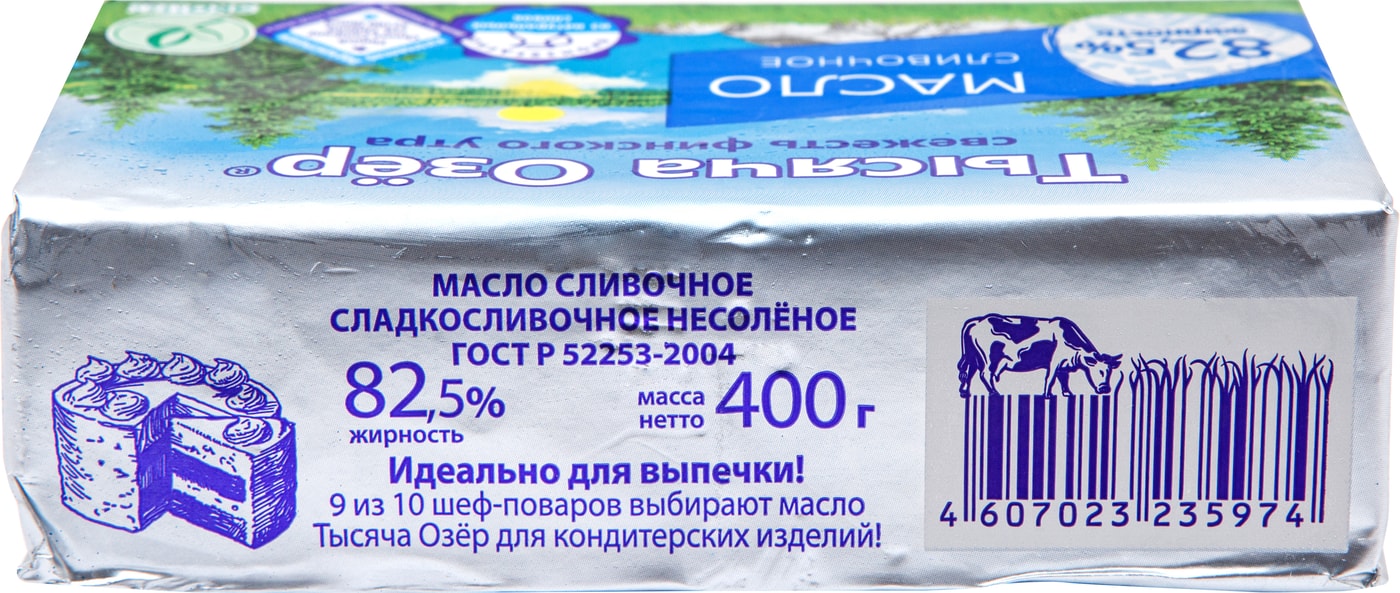 82,5%
жирность
МАСЛО
СЛИВОЧНОЕ
свежесть финского утра
Тысяча Озёр®
МАСЛО СЛИВОЧНОЕ
СЛАДКОСЛИВОЧНОЕ НЕСОЛЁНОЕ
ГОСТ Р 52253-2004
82,5%
жирность
масса
нетто
400 г
Идеально для выпечки!
9 из 10 шеф-поваров выбирают масло
Тысяча Озёр для кондитерских изделий!
4 607023 235974